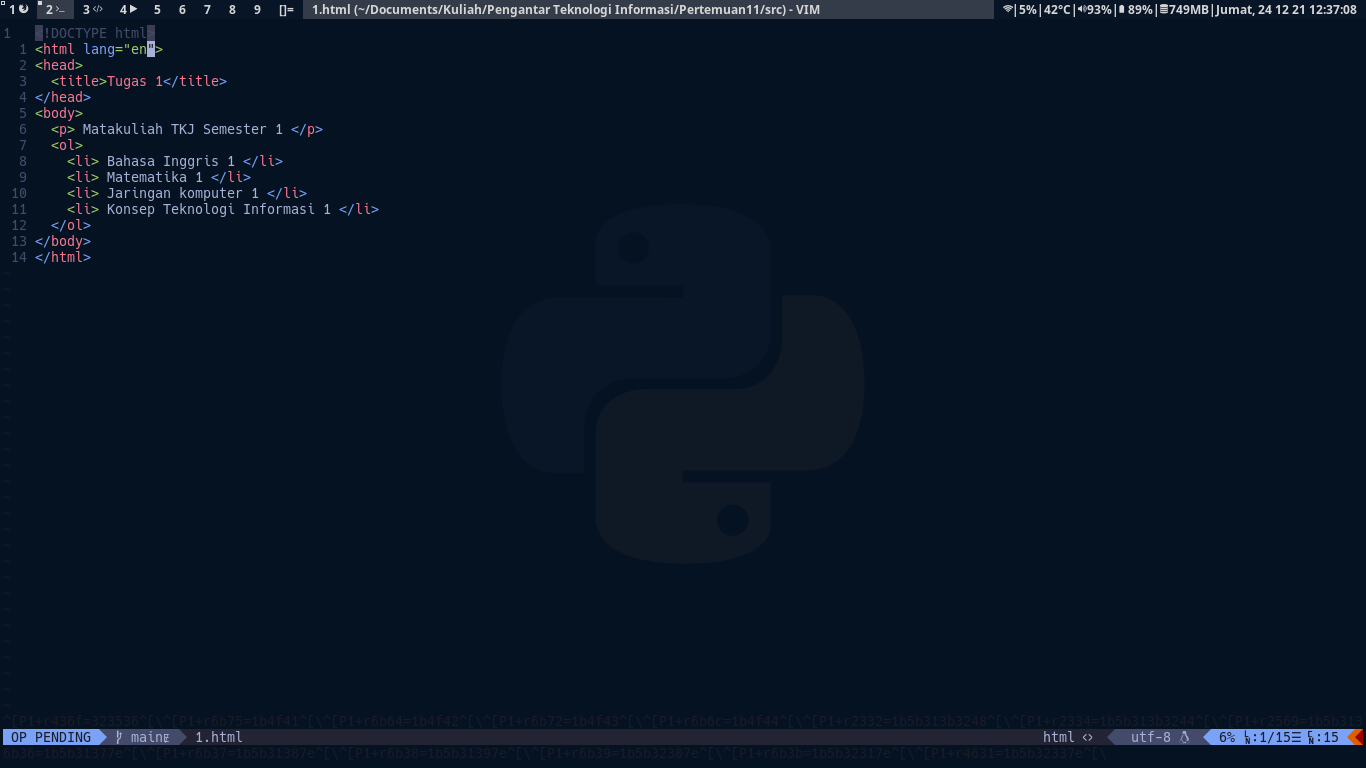 1 2 3 4 5 6 7 8 9 []= 1.html (~/Documents/Kuliah/Pengantar Teknologi Informasi/Pertemuan11/src) - VIM |5%|42°C|93%| 89%|749MB|Jumat, 24 12 21 12:37:08
1 <!DOCTYPE html>
1 <html lang="en">
2 <head>
3 <title>Tugas 1</title>
4 </head>
5 <body>
6 <p> Matakuliah TKJ Semester 1 </p>
7 <ol>
8 <li> Bahasa Inggris 1 </li>
9 <li> Matematika 1 </li>
10 <li> Jaringan komputer 1 </li>
11 <li> Konsep Teknologi Informasi 1 </li>
12 </ol>
13 </body>
14 </html>
^[P1+r436f=323536^[\^[P1+r6b75=1b4f41^[\^[P1+r6b64=1b4f42^[\^[P1+r6b72=1b4f43^[\^[P1+r6b6c=1b4f44^[\^[P1+r2332=1b5b313b3248^[\^[P1+r2334=1b5b313b3244^[\^[P1+r2569=1b5b313
OP PENDING main 1.html html utf-8 6% :1/15 :15
6b36=1b5b31377e^[\^[P1+r6b37=1b5b31387e^[\^[P1+r6b38=1b5b31397e^[\^[P1+r6b39=1b5b32307e^[\^[P1+r6b3b=1b5b32317e^[\^[P1+r4631=1b5b32337e^[\